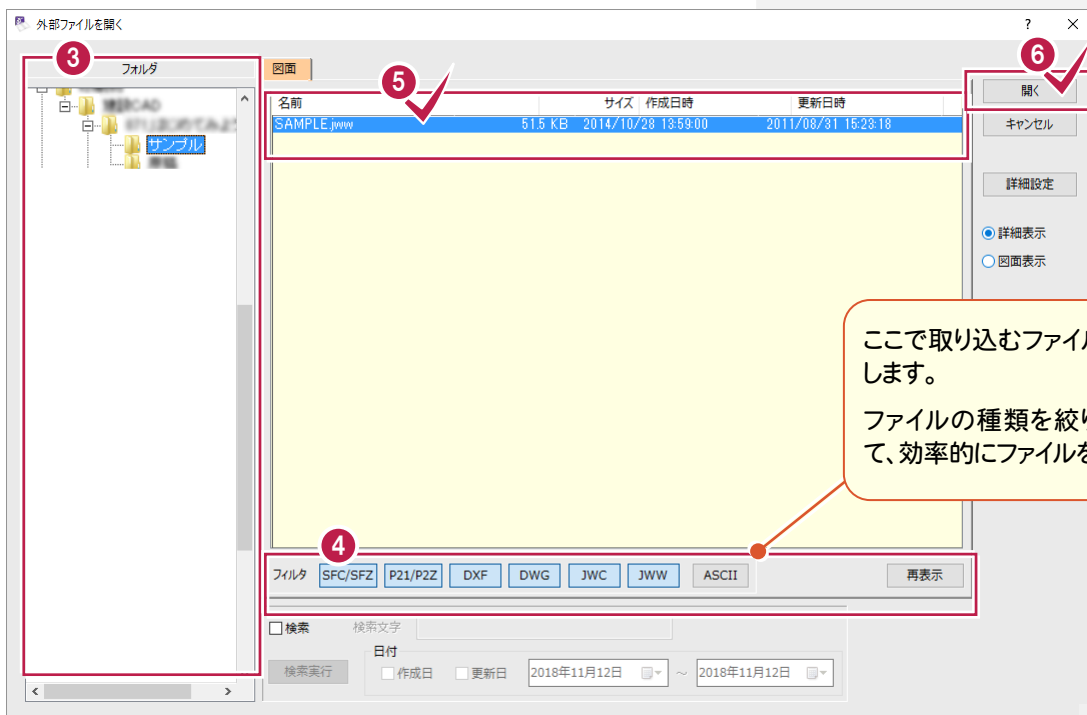 外部ファイルを開く
?
×
3
フォルダ
図面
5
6
開く
名前 サイズ 作成日時 更新日時
SAMPLE.jww 51.5 KB 2014/10/28 13:59:00 2011/08/31 15:23:18
キャンセル
サンプル
詳細設定
詳細表示
図面表示
ここで取り込むファイル
します。
ファイルの種類を絞り
て、効率的にファイルを
4
フィルタ SFC/SFZ P21/P2Z DXF DWG JWC JWW ASCII 再表示
検索 検索文字
日付
検索実行 作成日 更新日 2018年11月12日 ～ 2018年11月12日